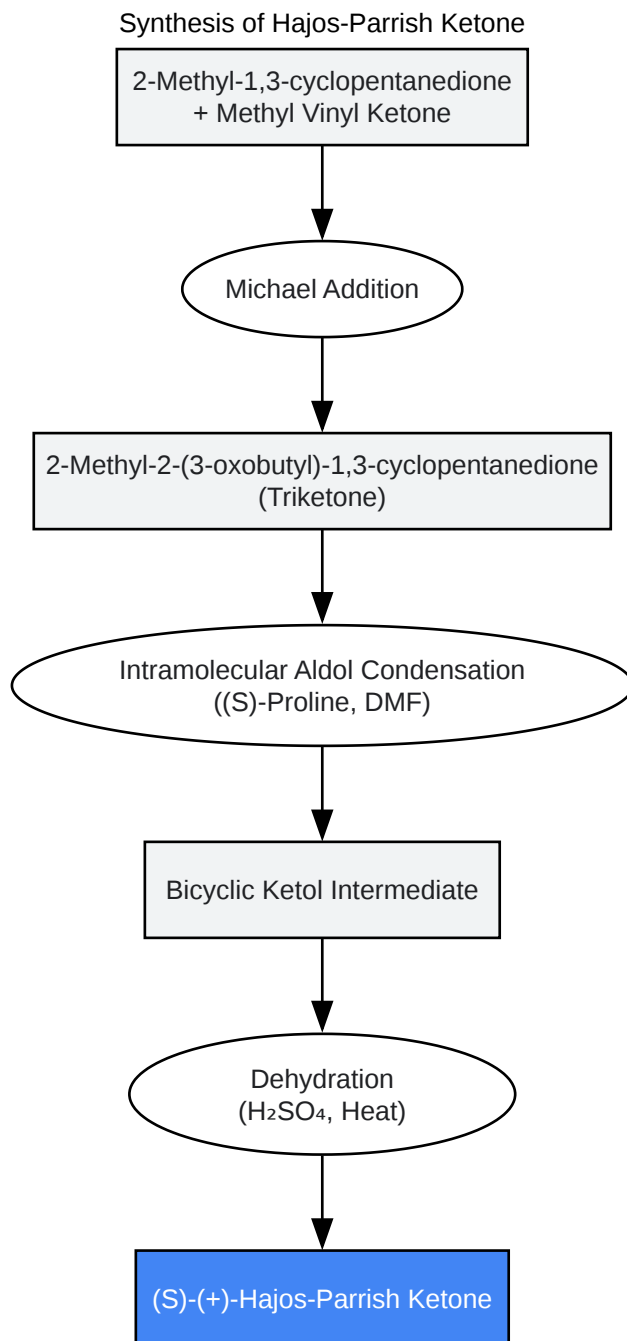 Synthesis of Hajos-Parrish Ketone
2-Methyl-1,3-cyclopentanedione
+ Methyl Vinyl Ketone
Michael Addition
2-Methyl-2-(3-oxobutyl)-1,3-cyclopentanedione
(Triketone)
Intramolecular Aldol Condensation
((S)-Proline, DMF)
Bicyclic Ketol Intermediate
Dehydration
(H₂SO₄, Heat)
(S)-(+)-Hajos-Parrish Ketone